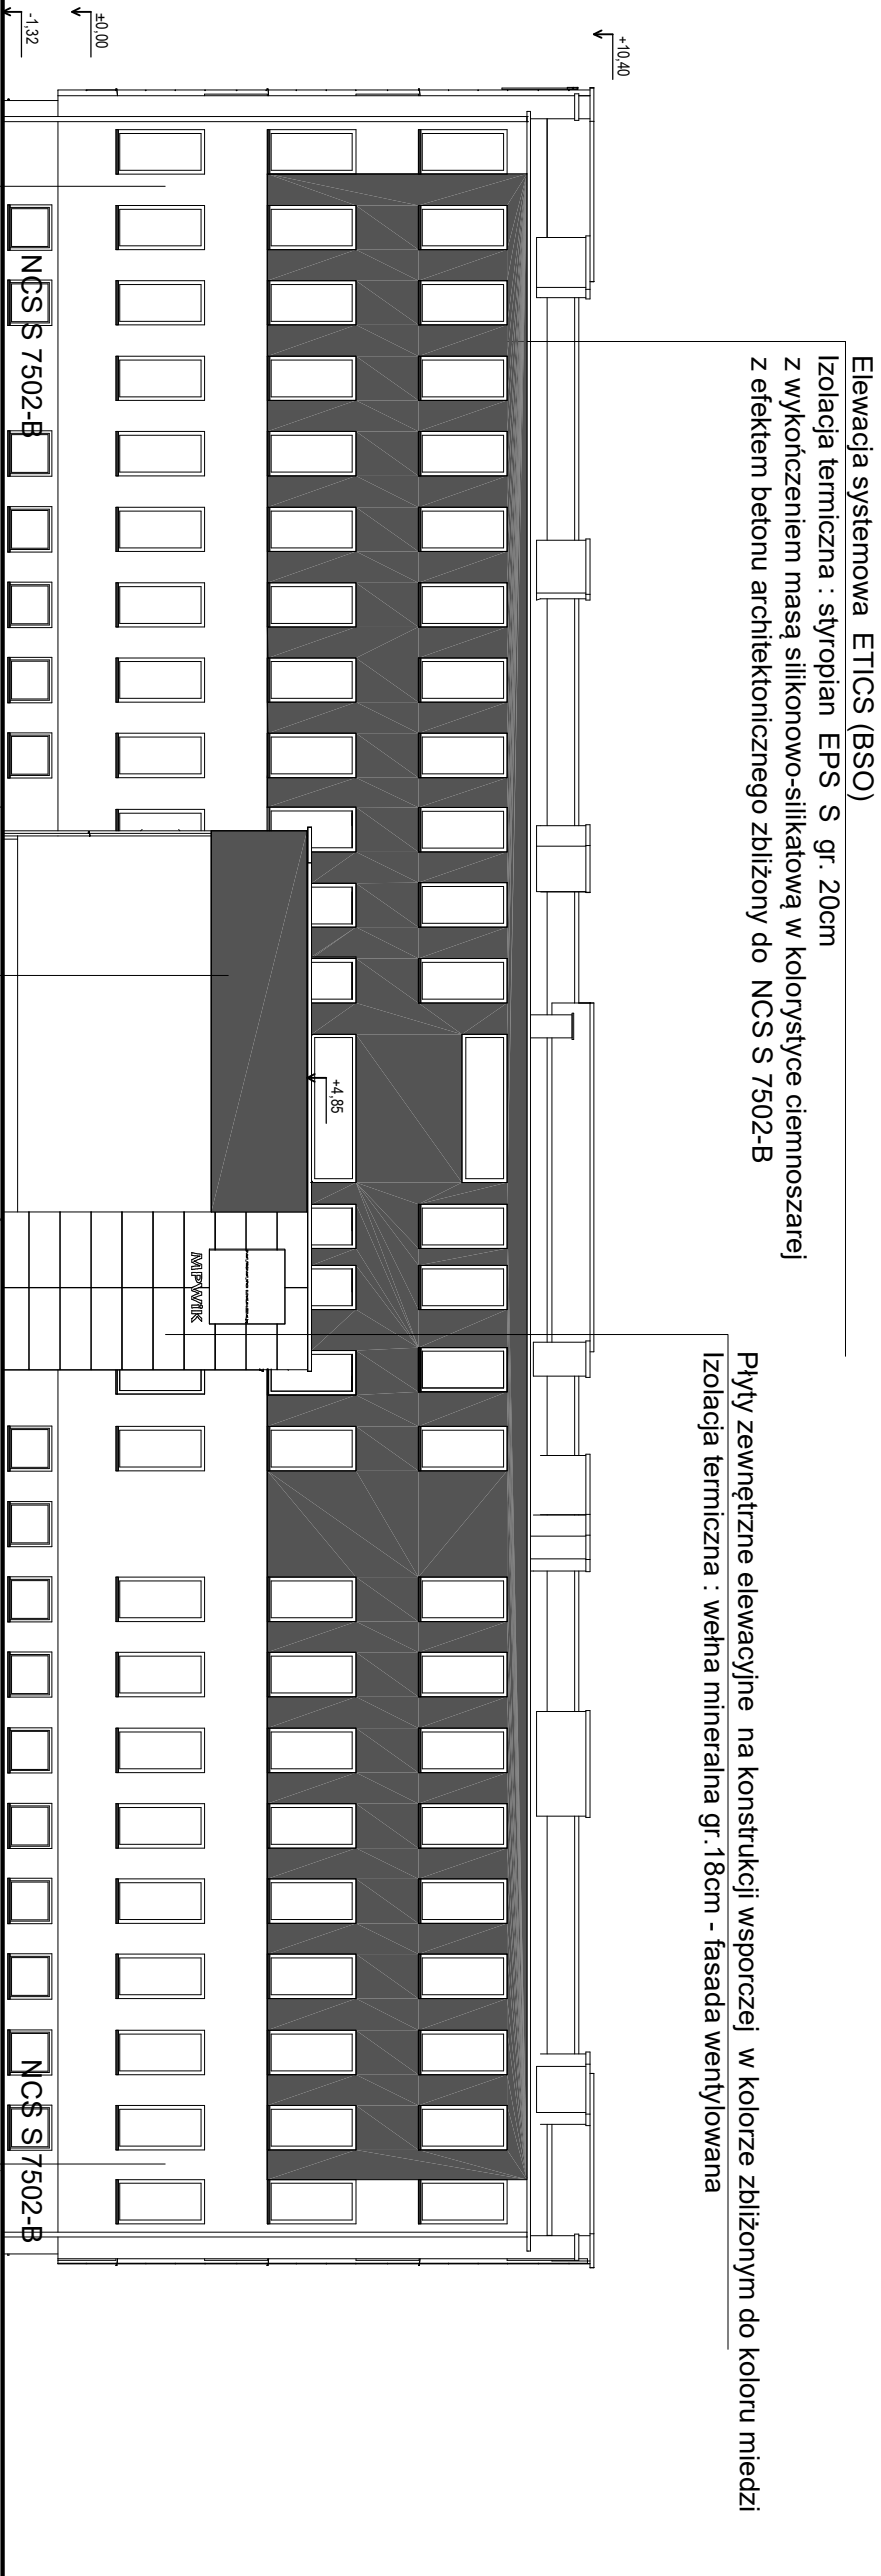 Elewacja systemowa ETICS (BSO)
Izolacja termiczna : styropian EPS S gr. 20cm
z wykończeniem masą silikonowo-silikatową w kolorystyce ciemnoszarej
z efektem betonu architektonicznego zbliżony do NCS S 7502-B
Płyty zewnętrzne elewacyjne na konstrukcji wsporczej w kolorze zbliżonym do koloru miedzi
Izolacja termiczna : wełna mineralna gr.18cm - fasada wentylowana
+10,40
+4,85
MPWiK
±0,00
-1,32
NCS S 7502-B
NCS S 7502-B